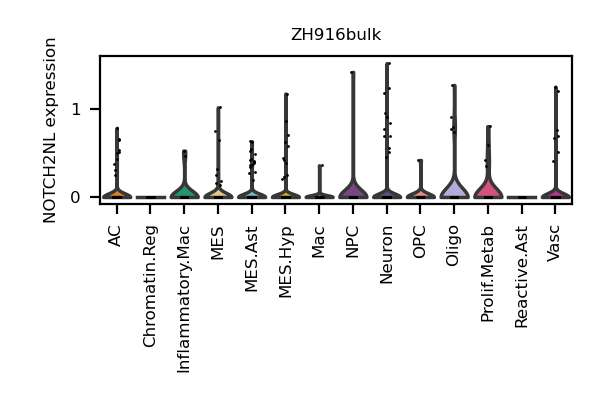 ZH916bulk
NOTCH2NL expression
1
0
AC
Chromatin.Reg
Inflammatory.Mac
MES
MES.Ast
MES.Hyp
Mac
NPC
Neuron
OPC
Oligo
Prolif.Metab
Reactive.Ast
Vasc